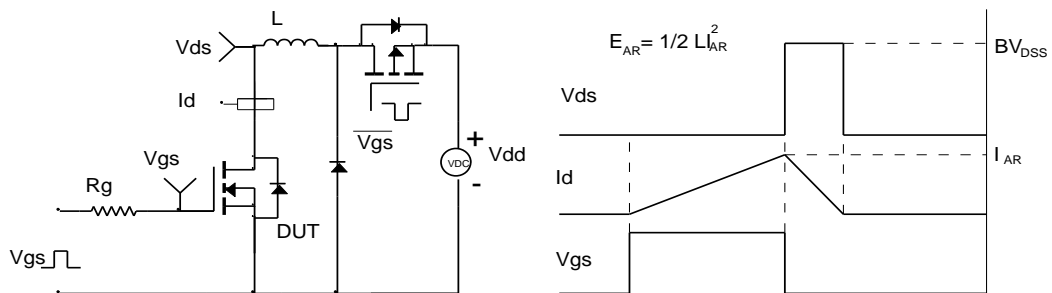 L
Vds
Id
Vgs
Rg
DUT
Vgs
Vgs
VDC
+
Vdd
-
E_AR= 1/2 LI_AR^2
BV_DSS
Vds
I_AR
Id
Vgs